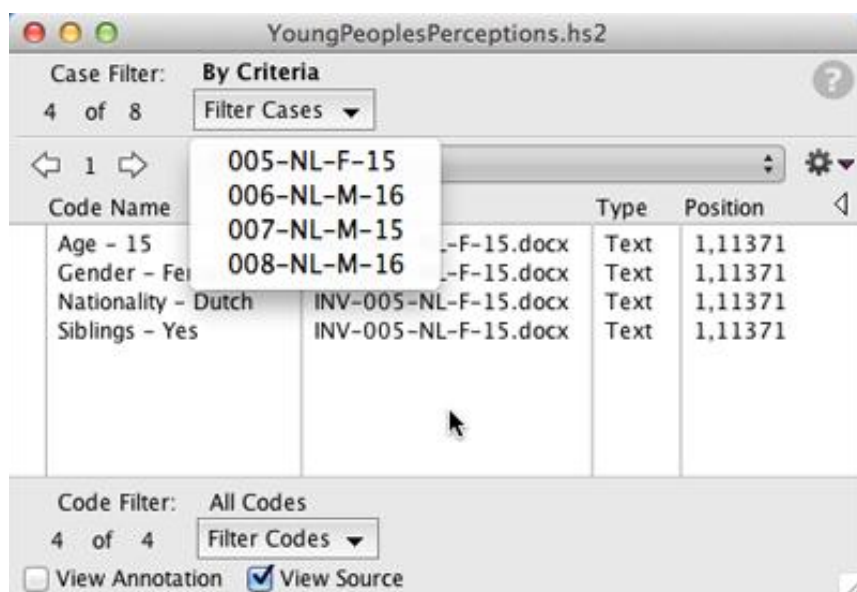 YoungPeoplesPerceptions.hs2
Case Filter: By Criteria
4 of 8 Filter Cases
1
005-NL-F-15
006-NL-M-16
007-NL-M-15
008-NL-M-16
Code Name Type Position
Age - 15 -F-15.docx Text 1,11371
Gender - Fe -F-15.docx Text 1,11371
Nationality - Dutch INV-005-NL-F-15.docx Text 1,11371
Siblings - Yes INV-005-NL-F-15.docx Text 1,11371
Code Filter: All Codes
4 of 4 Filter Codes
View Annotation View Source